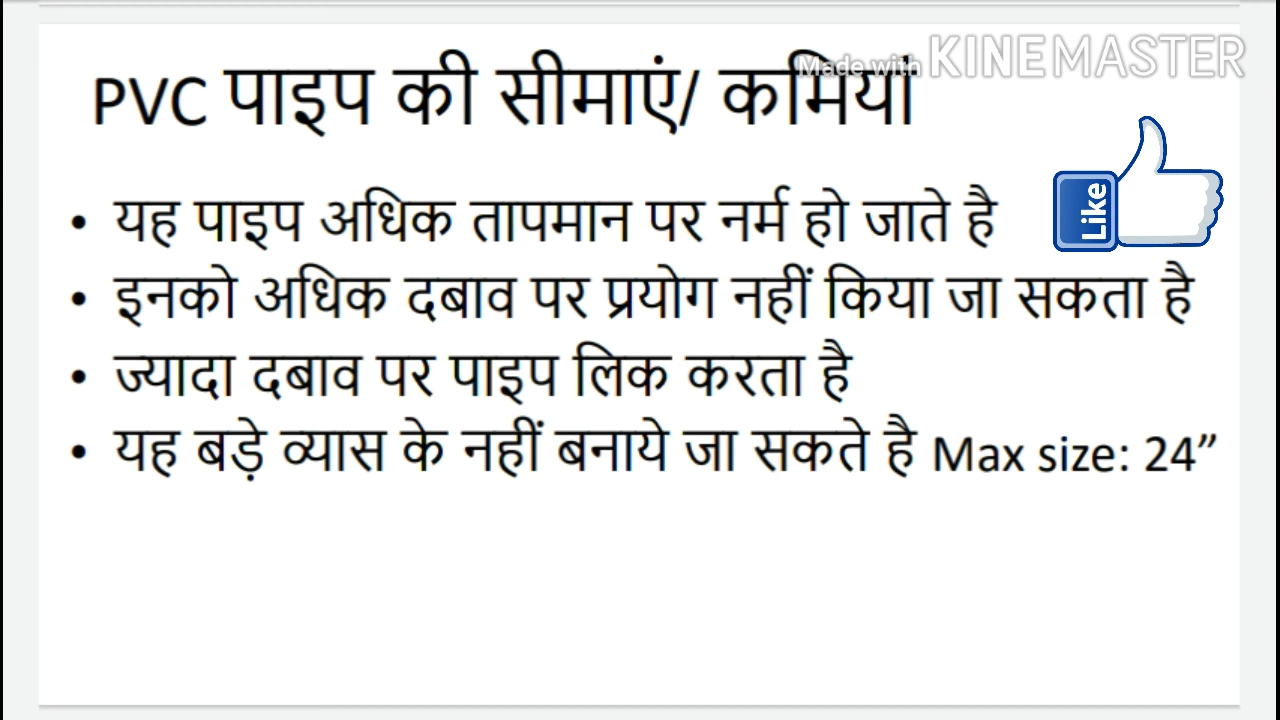 Made with KINEMASTER
PVC पाइप की सीमाएं/ कमियां
• यह पाइप अधिक तापमान पर नर्म हो जाते है
Like
• इनको अधिक दबाव पर प्रयोग नहीं किया जा सकता है
• ज्यादा दबाव पर पाइप लिक करता है
• यह बड़े व्यास के नहीं बनाये जा सकते है Max size: 24”